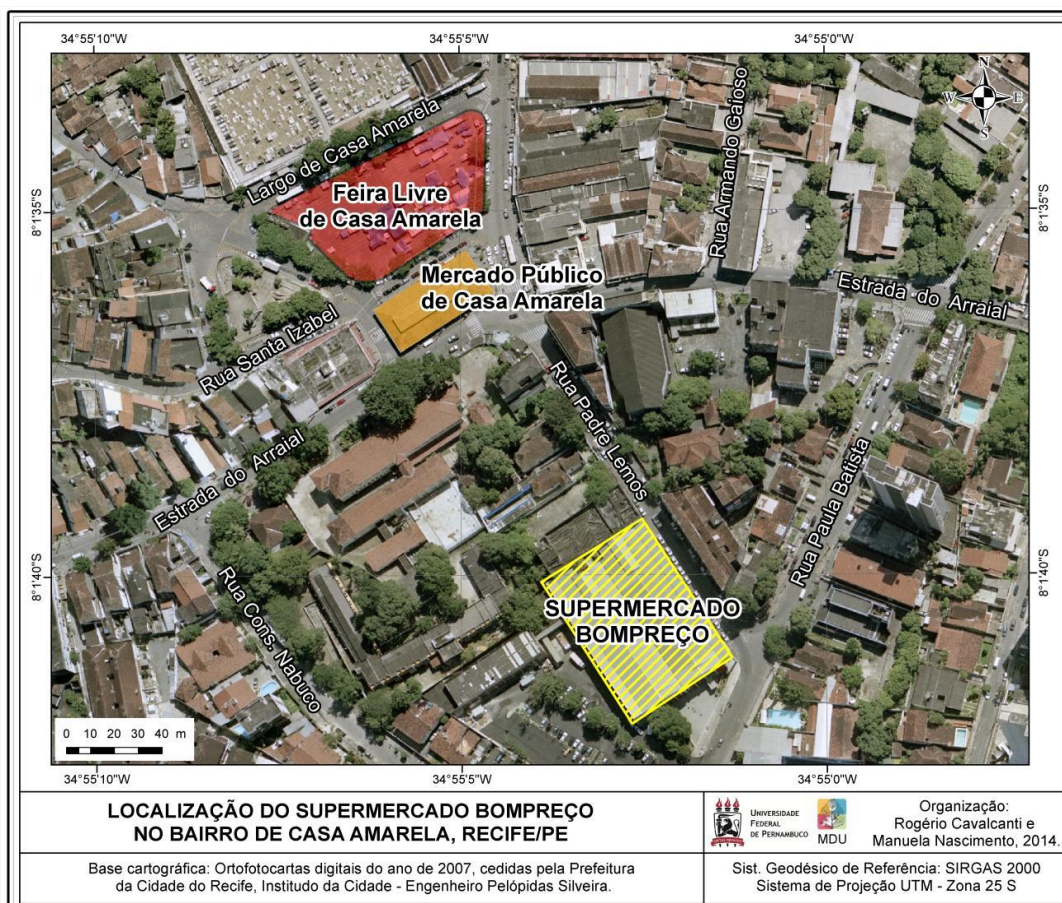 34°55'10"W
34°55'5"W
34°55'0"W
N
W
E
S
Largo de Casa Amarela
Feira Livre
de Casa Amarela
Rua Armando Gaioso
8°1'35"S
8°1'35"S
Mercado Público
de Casa Amarela
Estrada do Arraial
Rua Santa Izabel
Rua Padre Lemos
Estrada do Arraial
Rua Paula Batista
8°1'40"S
8°1'40"S
SUPERMERCADO
BOMPREÇO
Rua Cons. Nabuco
0 10 20 30 40 m
34°55'10"W
34°55'5"W
34°55'0"W
LOCALIZAÇÃO DO SUPERMERCADO BOMPREÇO
NO BAIRRO DE CASA AMARELA, RECIFE/PE
UNIVERSIDADE
FEDERAL
DE PERNAMBUCO
MDU
Organização:
Rogério Cavalcanti e
Manuela Nascimento, 2014.
Base cartográfica: Ortofotocartas digitais do ano de 2007, cedidas pela Prefeitura
da Cidade do Recife, Institudo da Cidade - Engenheiro Pelópidas Silveira.
Sist. Geodésico de Referência: SIRGAS 2000
Sistema de Projeção UTM - Zona 25 S